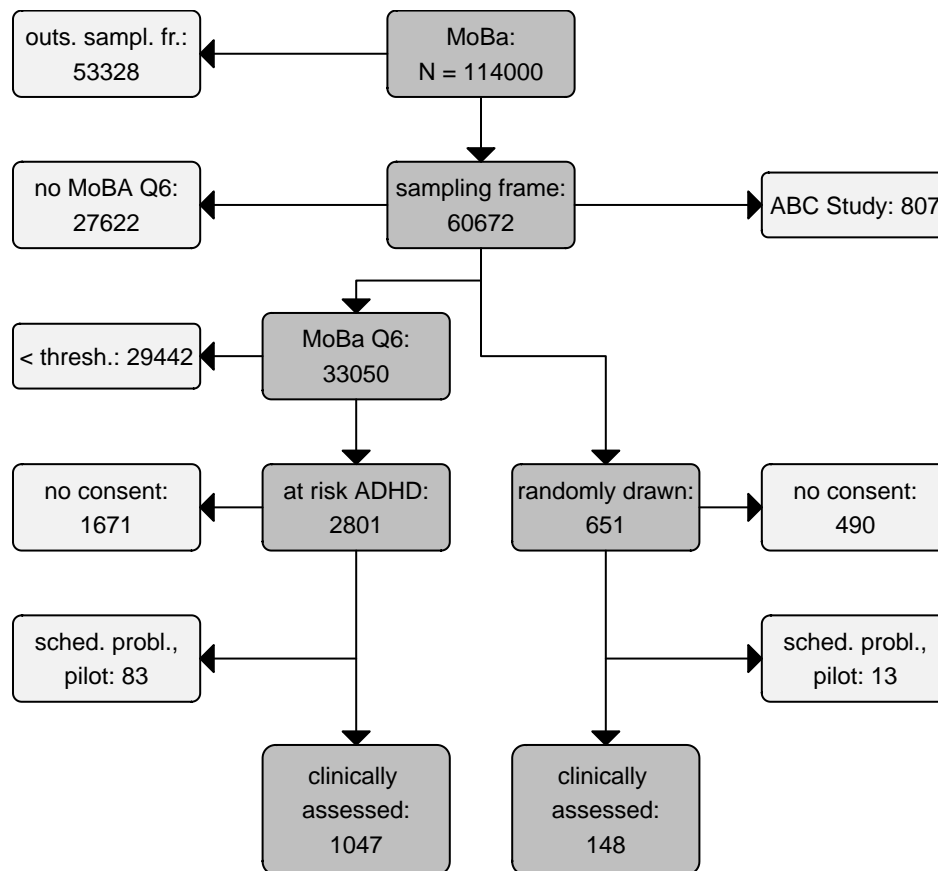 outs. sampl. fr.:
53328
MoBa:
N = 114000
no MoBA Q6:
27622
sampling frame:
60672
ABC Study: 807
< thresh.: 29442
MoBa Q6:
33050
no consent:
1671
at risk ADHD:
2801
randomly drawn:
651
no consent:
490
sched. probl.,
pilot: 83
sched. probl.,
pilot: 13
clinically
assessed:
1047
clinically
assessed:
148